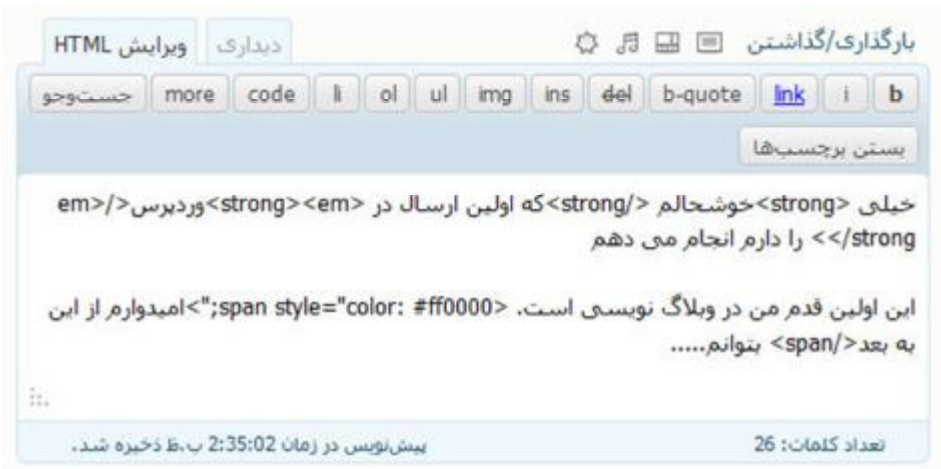 بارگذاری/گذاشتن دیداری ویرایش HTML
b i link b-quote del ins img ul ol li code more جست‌وجو
بستن برچسب‌ها
خیلی <strong>خوشحالم </strong>که اولین ارسال در <strong><em>وردپرس</em>
</strong> را دارم انجام می دهم
این اولین قدم من در وبلاگ نویسی است. <span style="color: #ff0000;">امیدوارم از این
به بعد</span> بتوانم.....
تعداد کلمات: 26 پیش‌نویس در زمان 2:35:02 ب.ظ ذخیره شد.